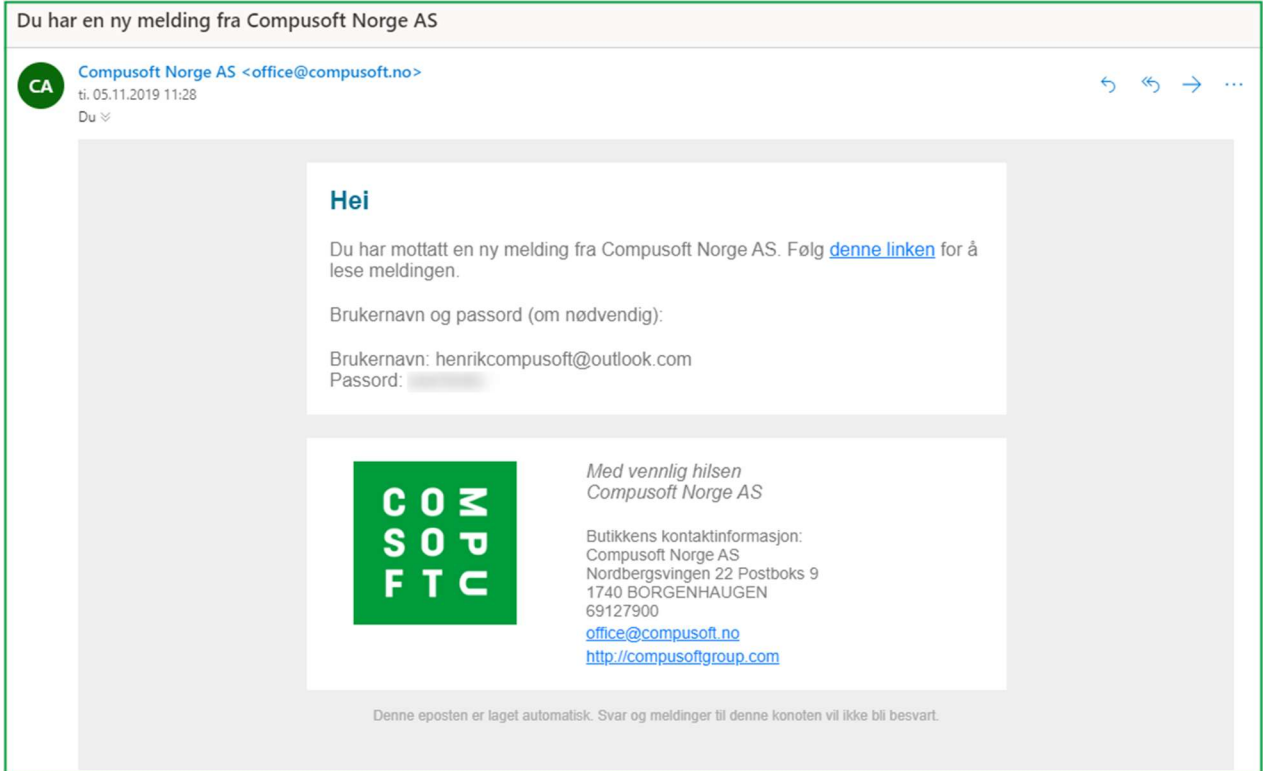 Du har en ny melding fra Compusoft Norge AS
CA
Compusoft Norge AS <office@compusoft.no>
ti. 05.11.2019 11:28
Du
Hei
Du har mottatt en ny melding fra Compusoft Norge AS. Følg denne linken for å
lese meldingen.
Brukernavn og passord (om nødvendig):
Brukernavn: henrikcompusoft@outlook.com
Passord:
COM
SOP
FTU
Med vennlig hilsen
Compusoft Norge AS
Butikkens kontaktinformasjon:
Compusoft Norge AS
Nordbergsvingen 22 Postboks 9
1740 BORGENHAUGEN
69127900
office@compusoft.no
http://compusoftgroup.com
Denne eposten er laget automatisk. Svar og meldinger til denne konoten vil ikke bli besvart.